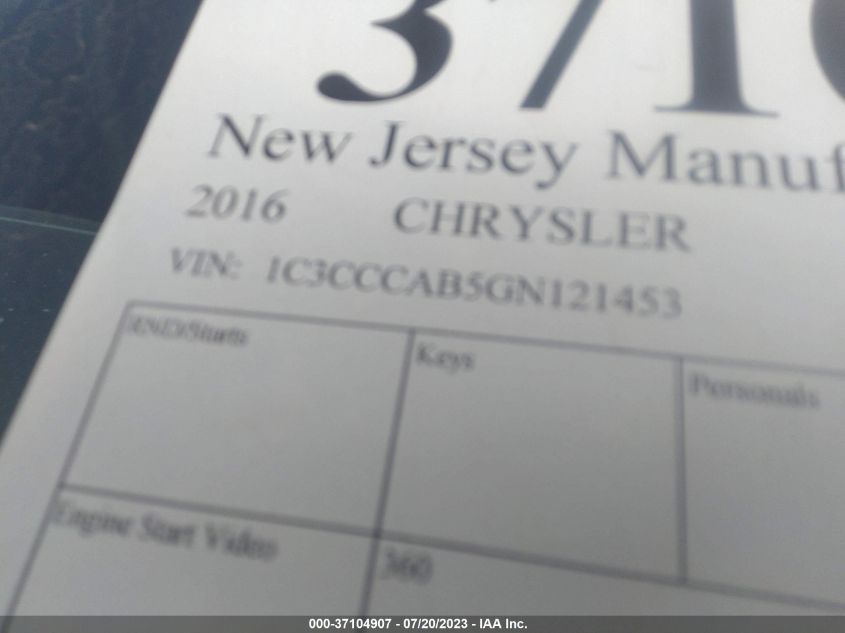 3710
New Jersey Manuf
2016 CHRYSLER
VIN: 1C3CCCAB5GN121453
RND/Starts Keys Personals
Engine Start Video 360
000-37104907 - 07/20/2023 - IAA Inc.